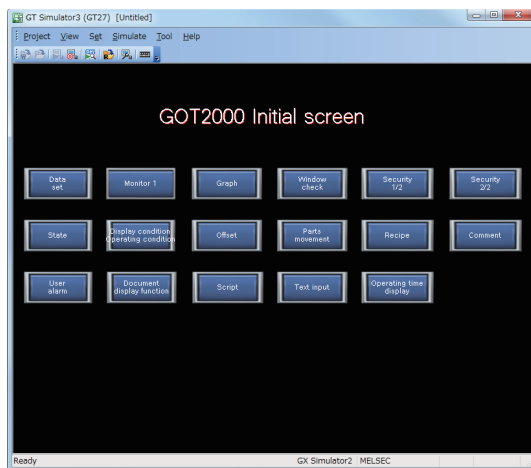 GT Simulator3 (GT27) [Untitled]
Project View Set Simulate Tool Help
GOT2000 Initial screen
Data
set
Monitor 1
Graph
Window
check
Security
1/2
Security
2/2
State
Display condition
Operating condition
Offset
Parts
movement
Recipe
Comment
User
alarm
Document
display function
Script
Text input
Operating time
display
Ready GX Simulator2 MELSEC